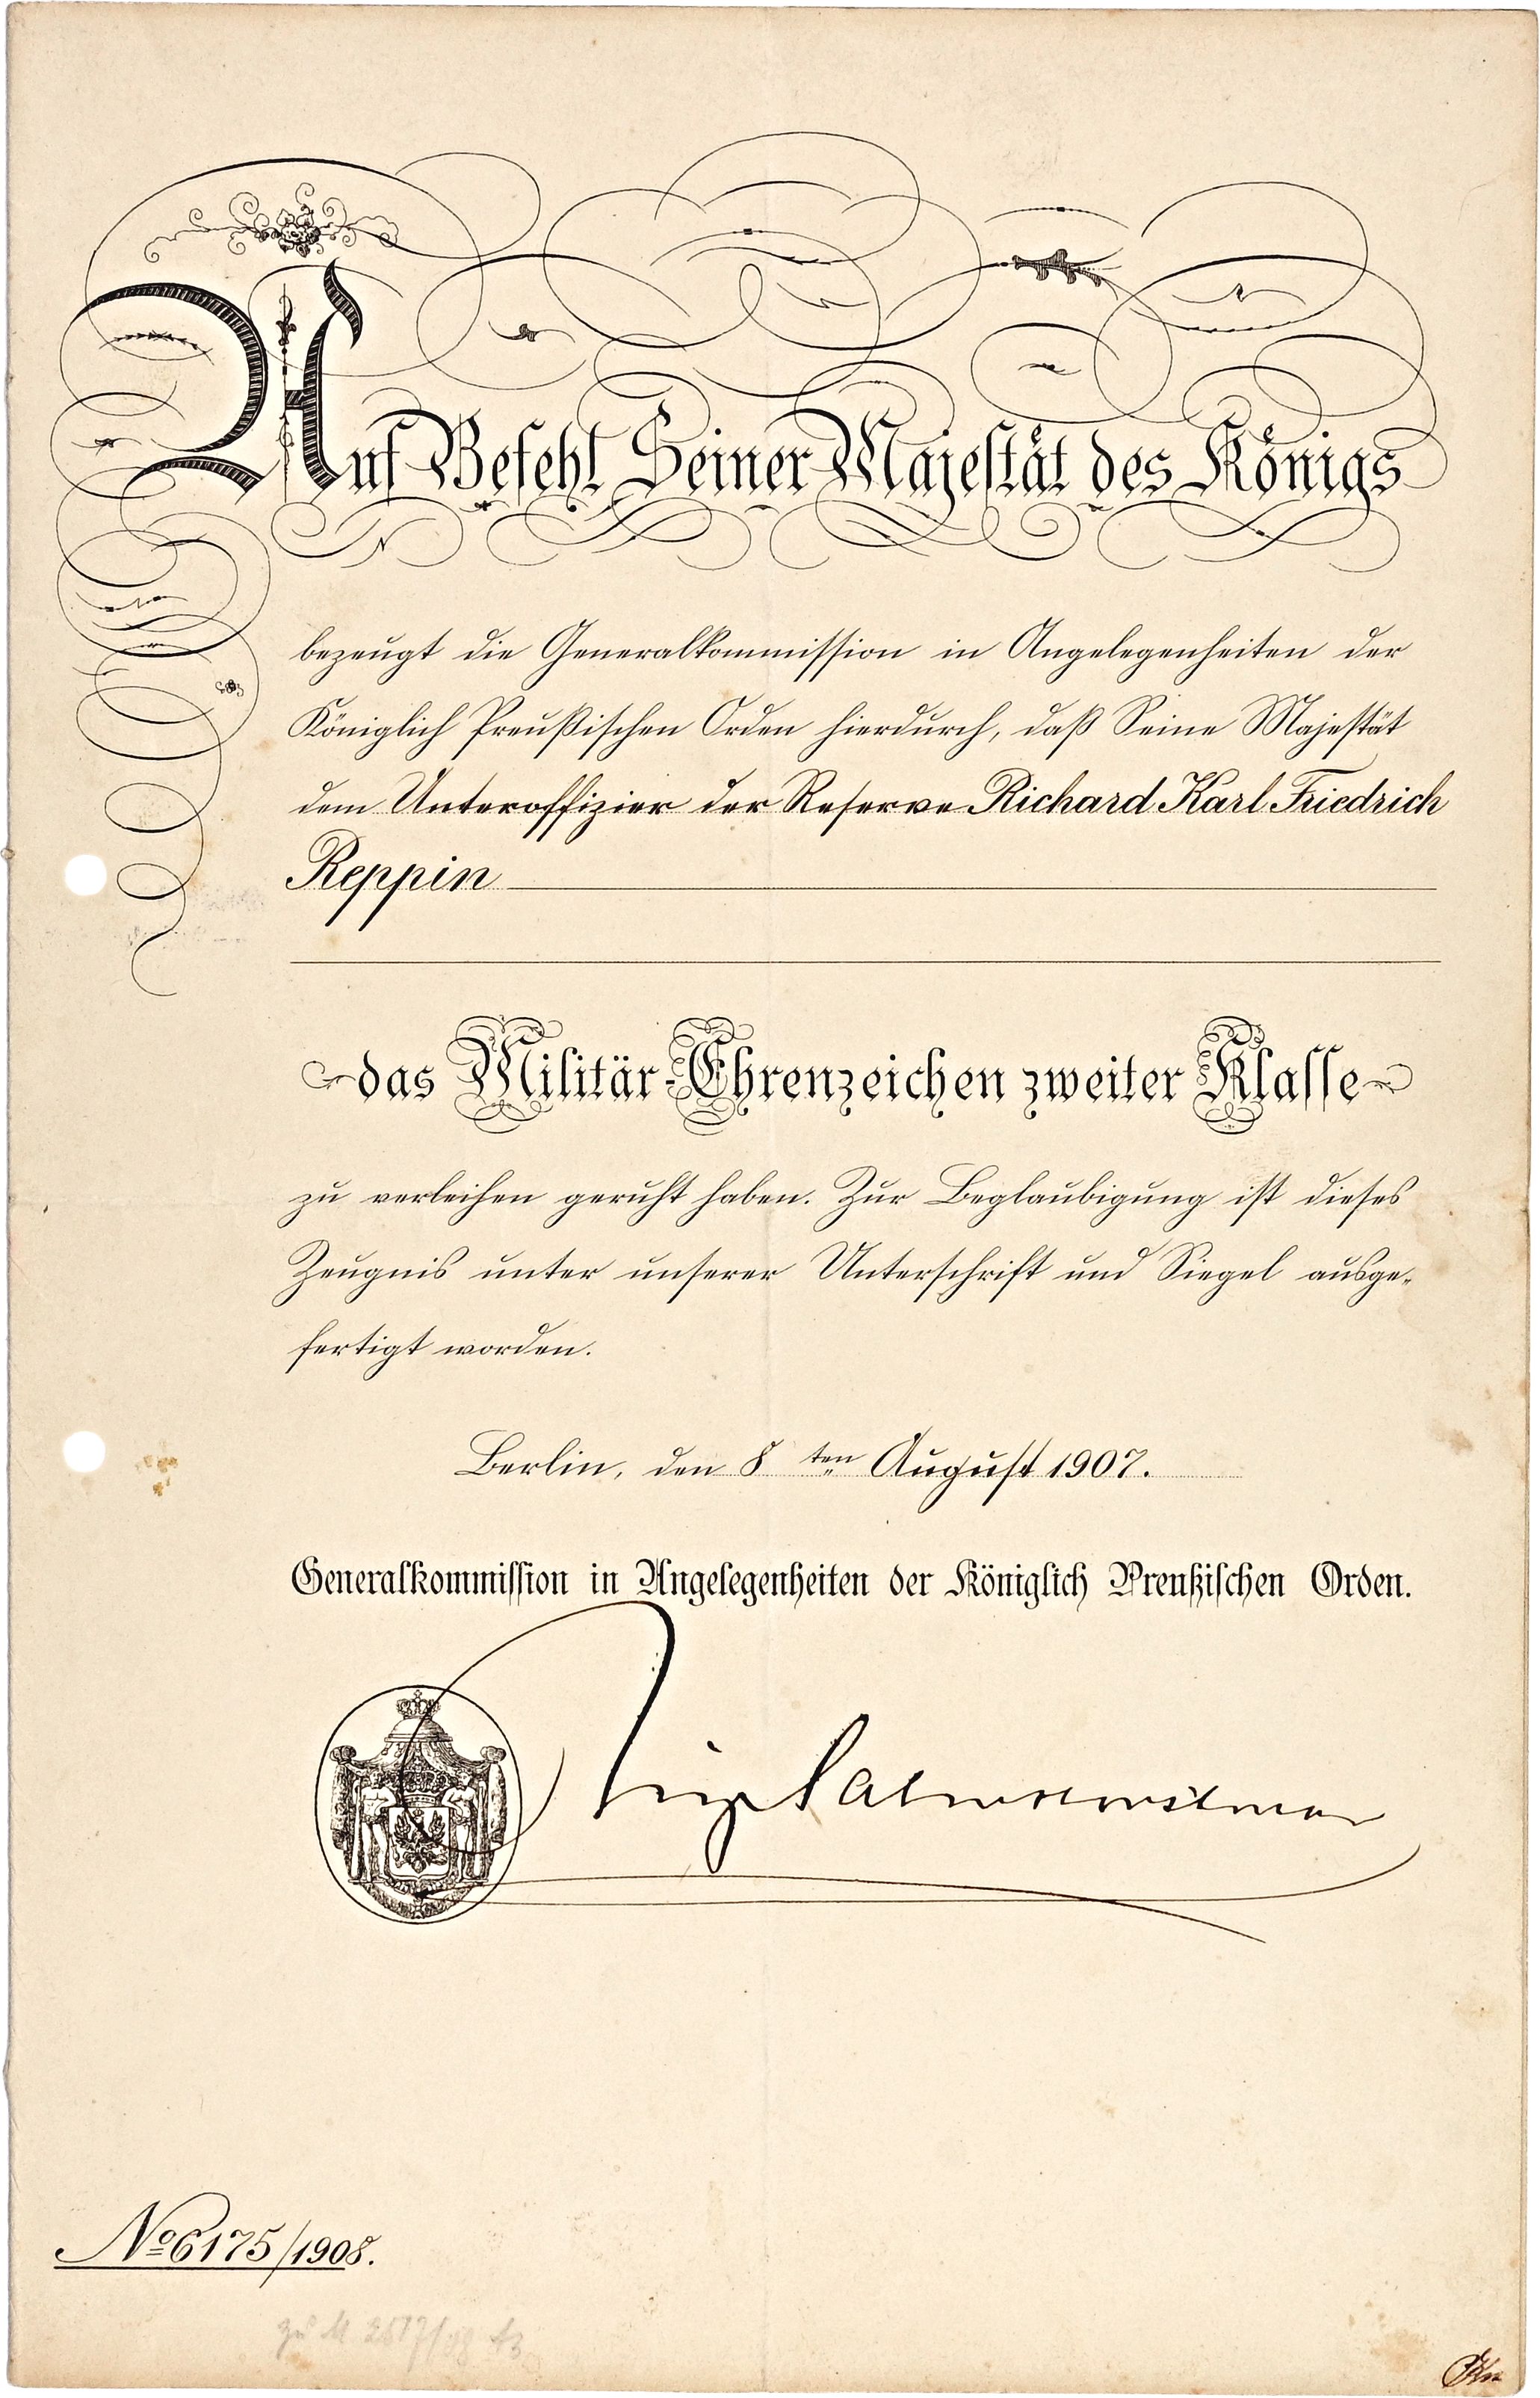 Auf Befehl Seiner Majestät des Königs
bezeugt die Generalkommission in Angelegenheiten der
Königlich Preußischen Orden hierdurch, daß Seine Majestät
dem Unteroffizier der Reserve Richard Karl Friedrich
Reppin
das Militär-Ehrenzeichen zweiter Klasse
zu verleihen geruht haben. Zur Beglaubigung ist dieses
Zeugnis unter unserer Unterschrift und Siegel ausge-
fertigt worden.
Berlin, den 8 ten August 1907.
Generalkommission in Angelegenheiten der Königlich Preußischen Orden.
No 6175/1908.